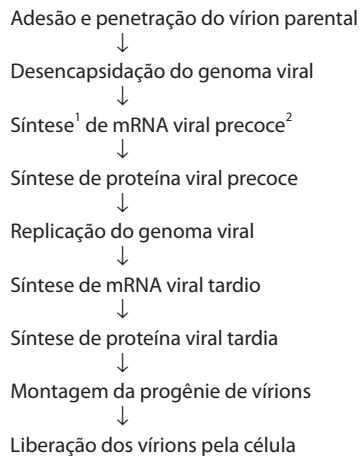 Adesão e penetração do vírion parental
↓
Desencapsidação do genoma viral
↓
Síntese¹ de mRNA viral precoce²
↓
Síntese de proteína viral precoce
↓
Replicação do genoma viral
↓
Síntese de mRNA viral tardio
↓
Síntese de proteína viral tardia
↓
Montagem da progênie de vírions
↓
Liberação dos vírions pela célula